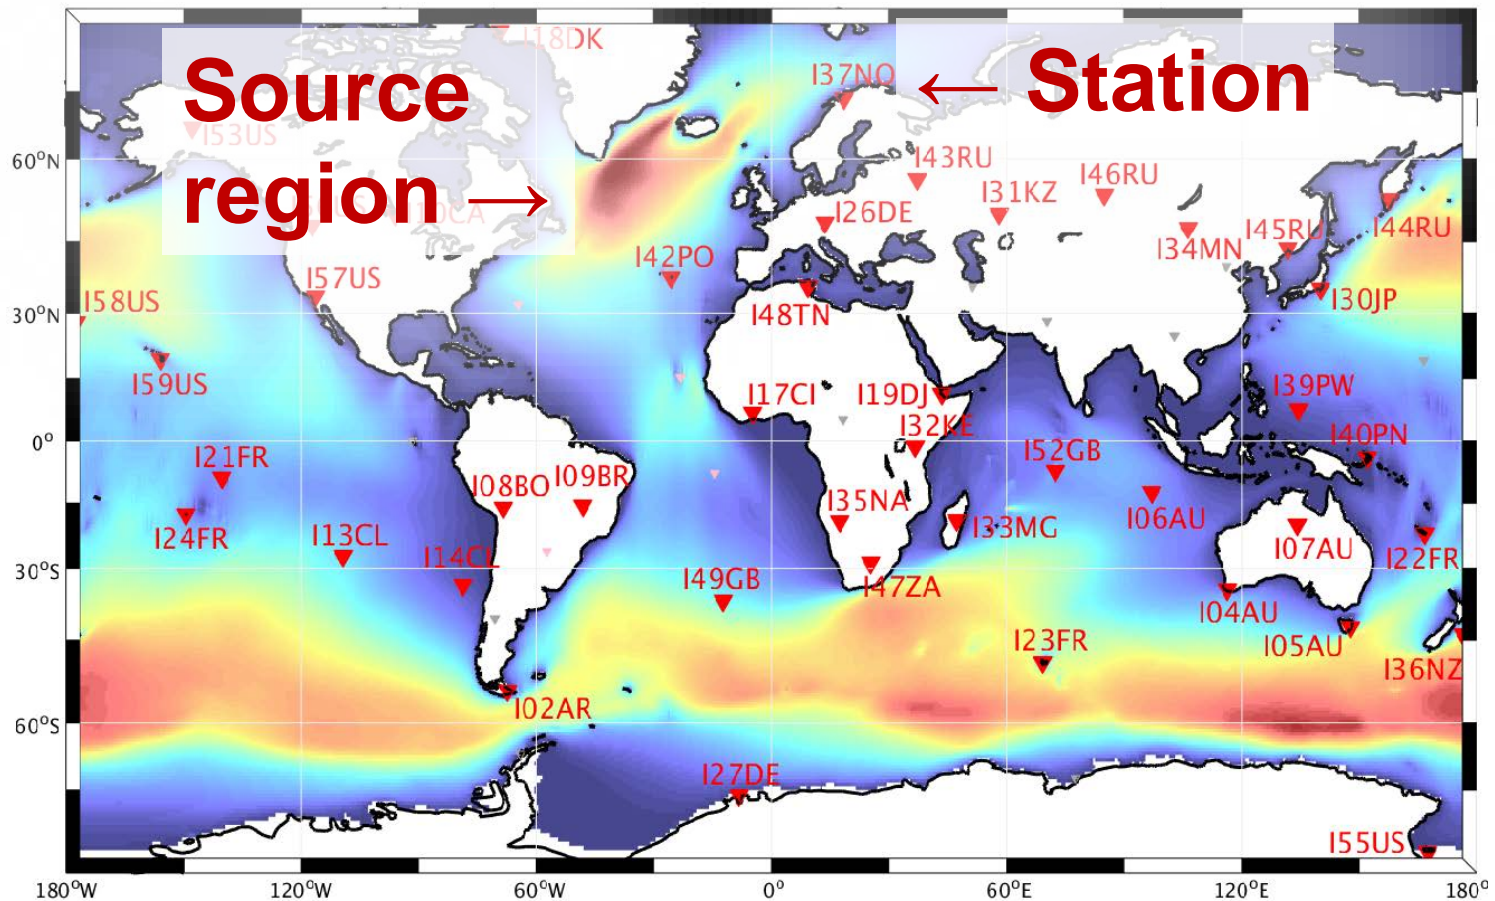 I18DK
Source
region →
← Station
I37NO
I53US
I43RU
I46RU
I31KZ
I26DE
I34MN
I45RU
I44RU
I42PO
I57US
I58US
I48TN
I30JP
I59US
I17CI
I19DJ
I39PW
I32KE
I40PN
I21FR
I52GB
I08BO
I09BR
I35NA
I06AU
I24FR
I13CL
I33MG
I07AU
I14CL
I22FR
I49GB
I47ZA
I04AU
I23FR
I05AU
I36NZ
I02AR
I27DE
I55US
60°N
30°N
0°
30°S
60°S
180°W
120°W
60°W
0°
60°E
120°E
180°